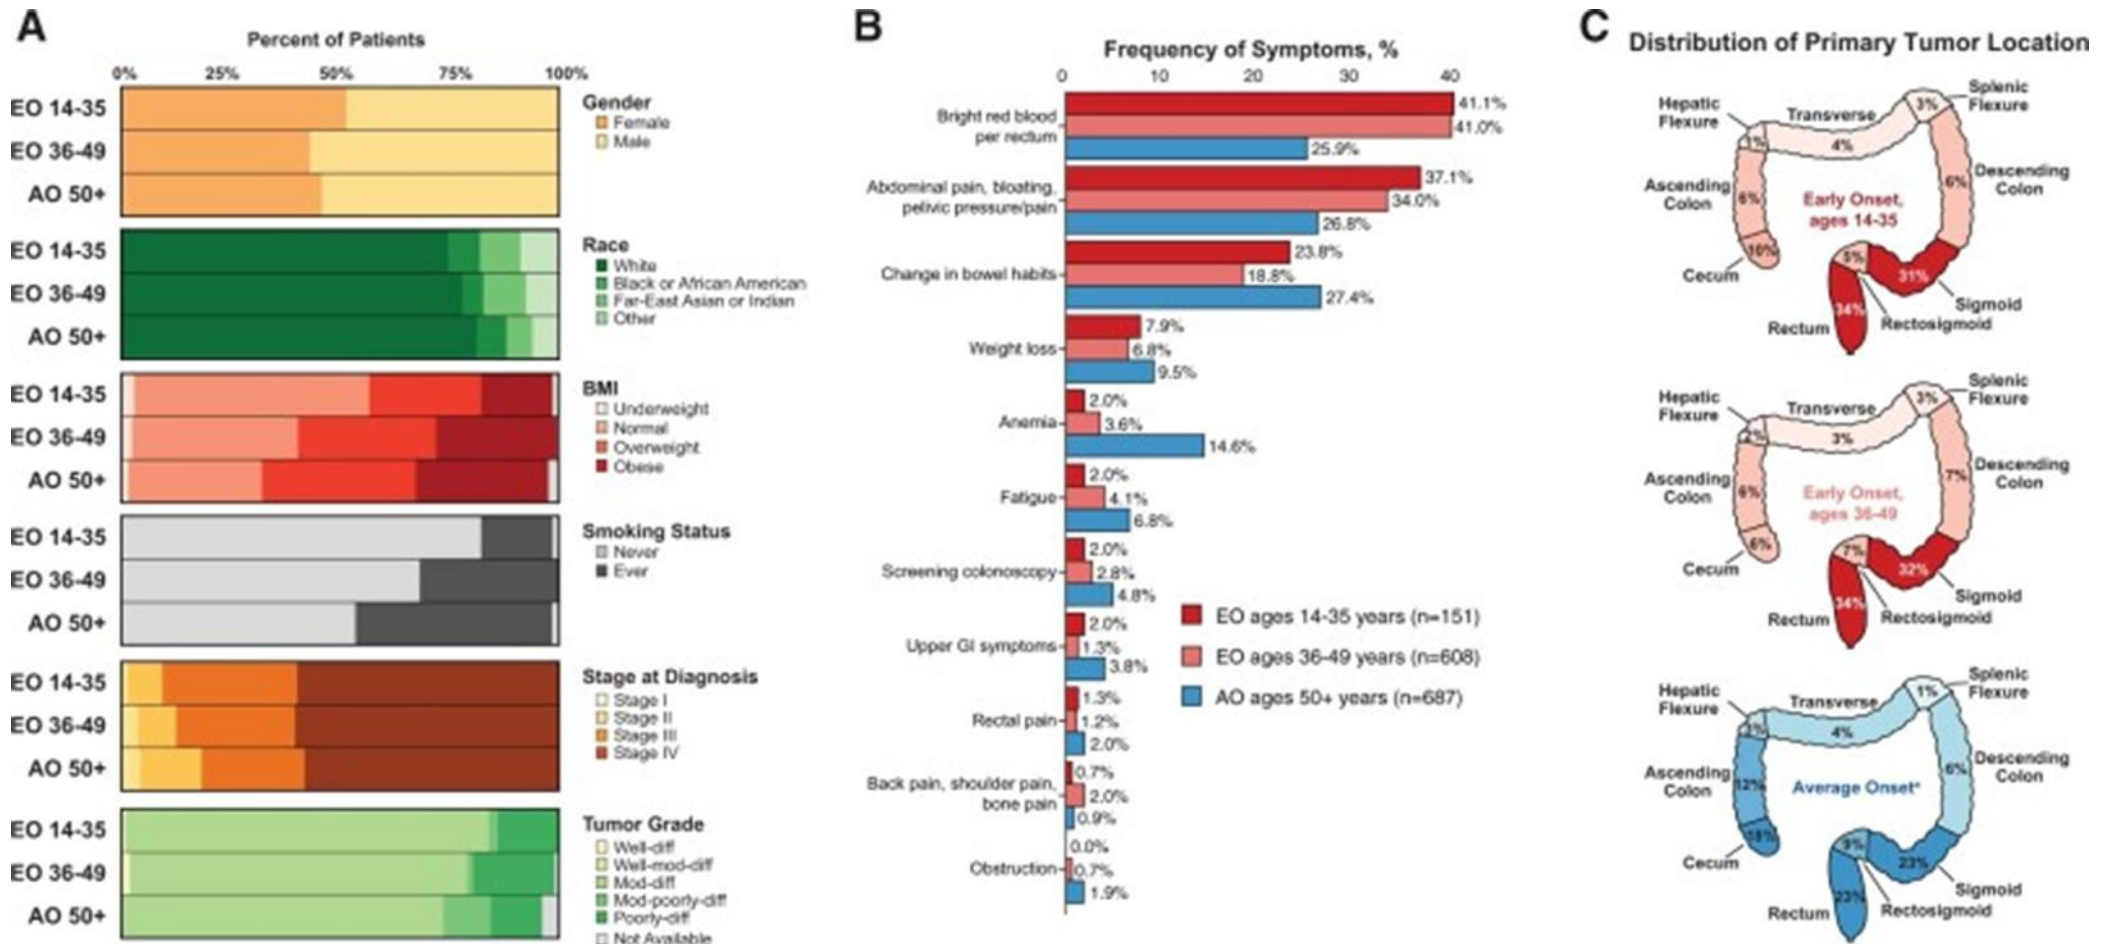 A
Percent of Patients
0% 25% 50% 75% 100%
EO 14-35
EO 36-49
AO 50+
Gender
Female
Male
EO 14-35
EO 36-49
AO 50+
Race
White
Black or African American
Far-East Asian or Indian
Other
EO 14-35
EO 36-49
AO 50+
BMI
Underweight
Normal
Overweight
Obese
EO 14-35
EO 36-49
AO 50+
Smoking Status
Never
Ever
EO 14-35
EO 36-49
AO 50+
Stage at Diagnosis
Stage I
Stage II
Stage III
Stage IV
EO 14-35
EO 36-49
AO 50+
Tumor Grade
Well-diff
Well-mod-diff
Mod-diff
Mod-poorly-diff
Poorly-diff
Not Available
B
Frequency of Symptoms, %
0 10 20 30 40
Bright red blood
per rectum
41.1%
41.0%
25.9%
Abdominal pain, bloating,
pelivic pressure/pain
37.1%
34.0%
26.8%
Change in bowel habits
23.8%
18.8%
27.4%
Weight loss
7.9%
6.8%
9.5%
Anemia
2.0%
3.6%
14.6%
Fatigue
2.0%
4.1%
6.8%
Screening colonoscopy
2.0%
2.8%
4.8%
Upper GI symptoms
2.0%
1.3%
3.8%
Rectal pain
1.3%
1.2%
2.0%
Back pain, shoulder pain,
bone pain
0.7%
2.0%
0.9%
Obstruction
0.0%
0.7%
1.9%
EO ages 14-35 years (n=151)
EO ages 36-49 years (n=608)
AO ages 50+ years (n=687)
C
Distribution of Primary Tumor Location
Hepatic
Flexure
Transverse
Splenic
Flexure
1%
4%
3%
Ascending
Colon
6%
Early Onset,
ages 14-35
6%
Descending
Colon
10%
Cecum
5%
31%
Sigmoid
34%
Rectum
Rectosigmoid
Hepatic
Flexure
Transverse
Splenic
Flexure
2%
3%
3%
Ascending
Colon
6%
Early Onset,
ages 36-49
7%
Descending
Colon
6%
Cecum
7%
32%
Sigmoid
34%
Rectum
Rectosigmoid
Hepatic
Flexure
Transverse
Splenic
Flexure
4%
1%
Ascending
Colon
12%
Average Onset*
6%
Descending
Colon
18%
Cecum
9%
23%
Sigmoid
23%
Rectum
Rectosigmoid